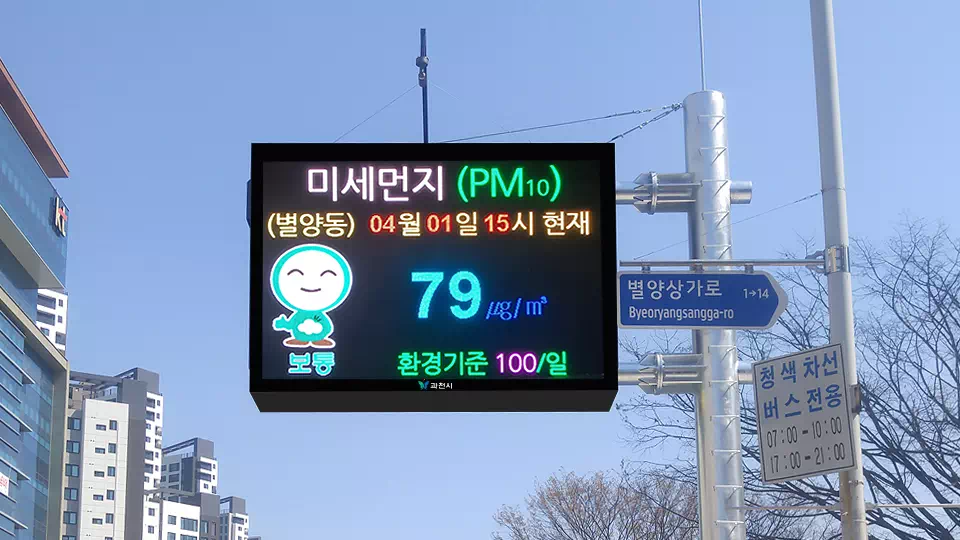 미세먼지 (PM10)
(별양동) 04월 01일 15시 현재
79 ㎍/㎥
보통
환경기준 100/일
과천시
별양상가로 1→14
Byeoryangsangga-ro
청색차선
버스전용
07:00-10:00
17:00-21:00
kt